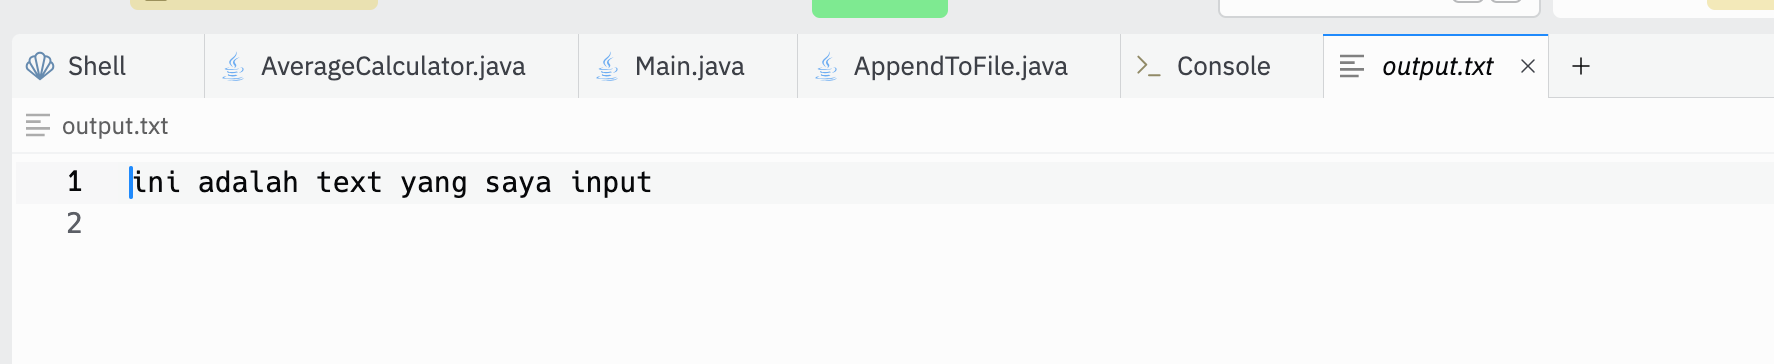 Shell AverageCalculator.java Main.java AppendToFile.java >_ Console output.txt × +
output.txt
1 ini adalah text yang saya input
2